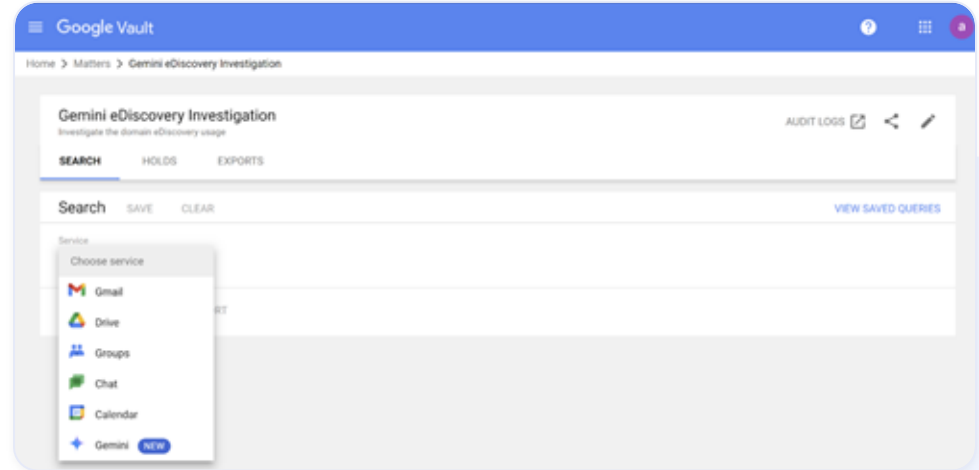 Google Vault
a
Home > Matters > Gemini eDiscovery Investigation
Gemini eDiscovery Investigation
Investigate the domain eDiscovery usage
AUDIT LOGS
SEARCH HOLDS EXPORTS
Search SAVE CLEAR VIEW SAVED QUERIES
Service
Choose service
Gmail
Drive
RT
Groups
Chat
Calendar
Gemini NEW